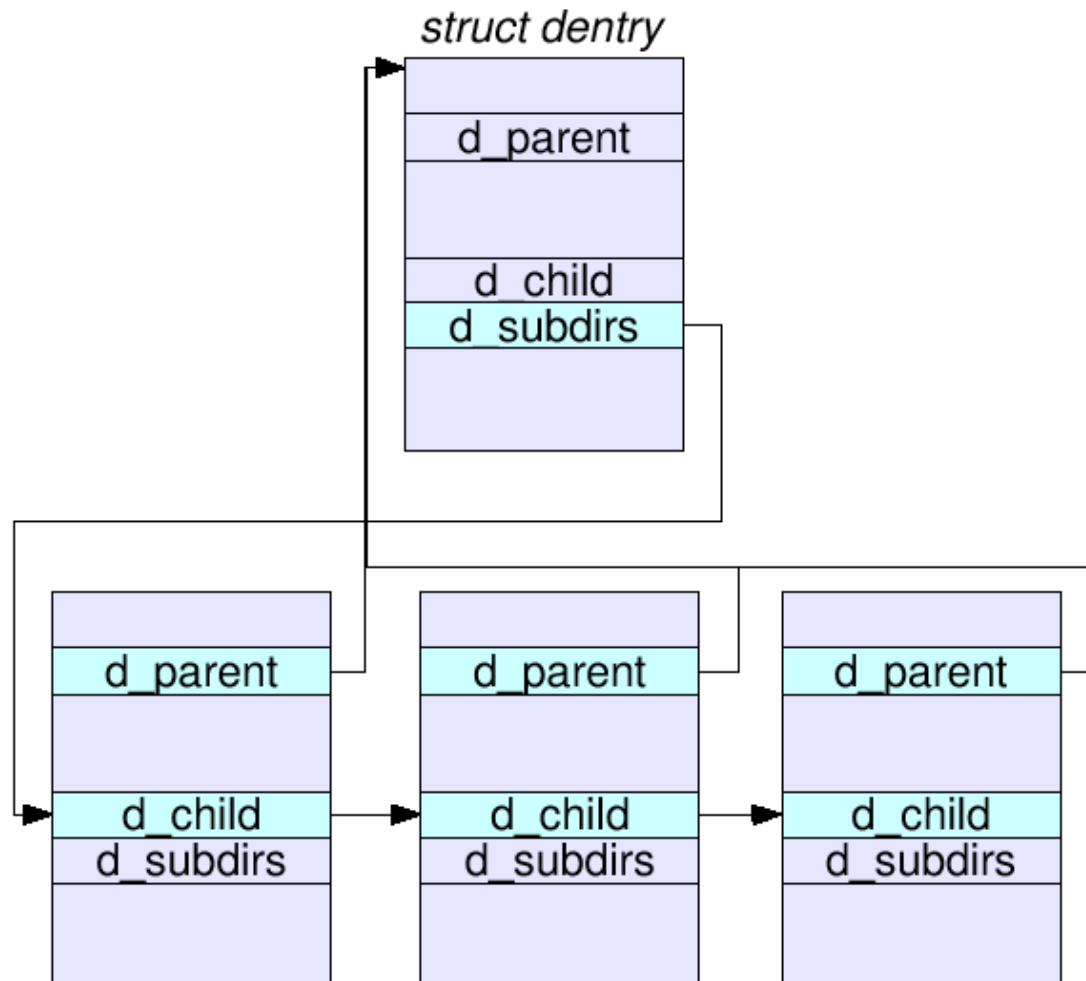 struct dentry
d_parent
d_child
d_subdirs
d_parent d_parent d_parent
d_child d_child d_child
d_subdirs d_subdirs d_subdirs